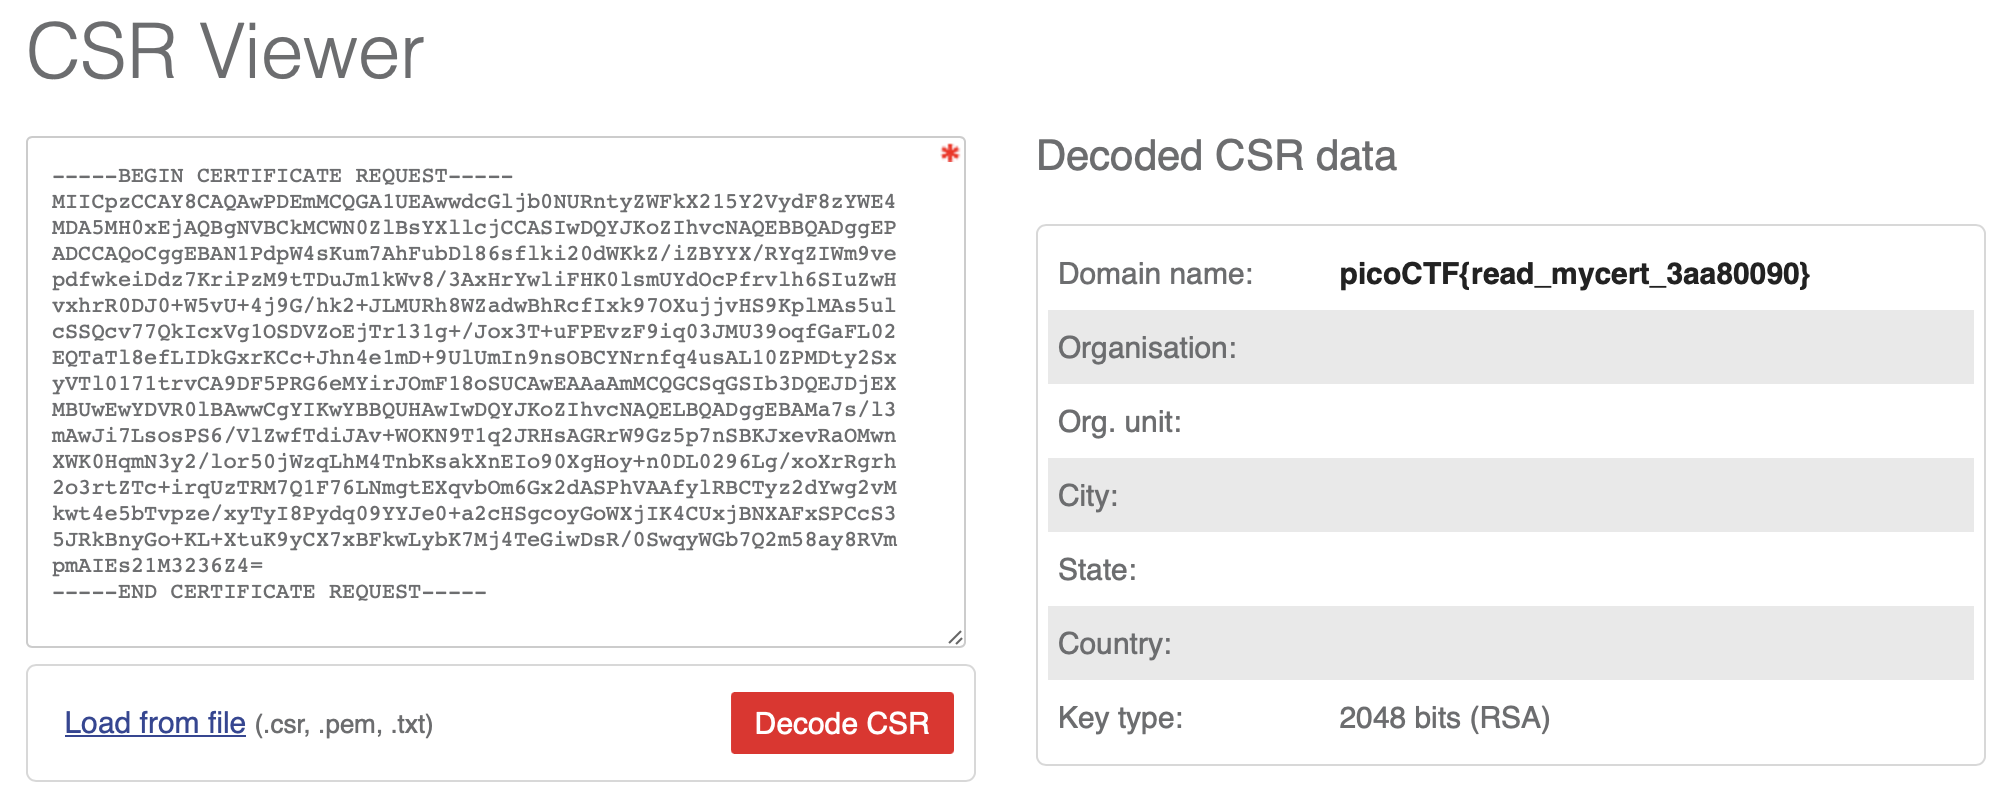 CSR Viewer
-----BEGIN CERTIFICATE REQUEST-----
MIICpzCCAY8CAQAwPDEmMCQGA1UEAwwdcGljb0NURntyZWFkX215Y2VydF8zYWE4
MDA5MH0xEjAQBgNVBCkMCWN0ZlBsYXllcjCCASIwDQYJKoZIhvcNAQEBBQADggEP
ADCCAQoCggEBAN1PdpW4sKum7AhFubDl86sflki20dWKkZ/iZBYYX/RYqZIWm9ve
pdfwkeiDdz7KriPzM9tTDuJm1kWv8/3AxHrYwliFHK0lsmUYdOcPfrvlh6SIuZwH
vxhrR0DJ0+W5vU+4j9G/hk2+JLMURh8WZadwBhRcfIxk97OXujjvHS9KplMAs5ul
cSSQcv77QkIcxVg1OSDVZoEjTr131g+/Jox3T+uFPEvzF9iq03JMU39oqfGaFL02
EQTaTl8efLIDkGxrKCc+Jhn4e1mD+9UlUmIn9nsOBCYNrnfq4usAL10ZPMDty2Sx
yVTl0171trvCA9DF5PRG6eMYirJOmF18oSUCAwEAAaAmMCQGCSqGSIb3DQEJDjEX
MBUwEwYDVR0lBAwwCgYIKwYBBQUHAwIwDQYJKoZIhvcNAQELBQADggEBAMa7s/l3
mAwJi7LsosPS6/VlZwfTdiJAv+WOKN9T1q2JRHsAGRrW9Gz5p7nSBKJxevRaOMwn
XWK0HqmN3y2/lor50jWzqLhM4TnbKsakXnEIo90XgHoy+n0DL0296Lg/xoXrRgrh
2o3rtZTc+irqUzTRM7Q1F76LNmgtEXqvbOm6Gx2dASPhVAAfylRBCTyz2dYwg2vM
kwt4e5bTvpze/xyTyI8Pydq09YYJe0+a2cHSgcoyGoWXjIK4CUxjBNXAFxSPCcS3
5JRkBnyGo+KL+XtuK9yCX7xBFkwLybK7Mj4TeGiwDsR/0SwqyWGb7Q2m58ay8RVm
pmAIEs21M3236Z4=
-----END CERTIFICATE REQUEST-----
Load from file (.csr, .pem, .txt)
Decode CSR
Decoded CSR data
Domain name: picoCTF{read_mycert_3aa80090}
Organisation:
Org. unit:
City:
State:
Country:
Key type: 2048 bits (RSA)